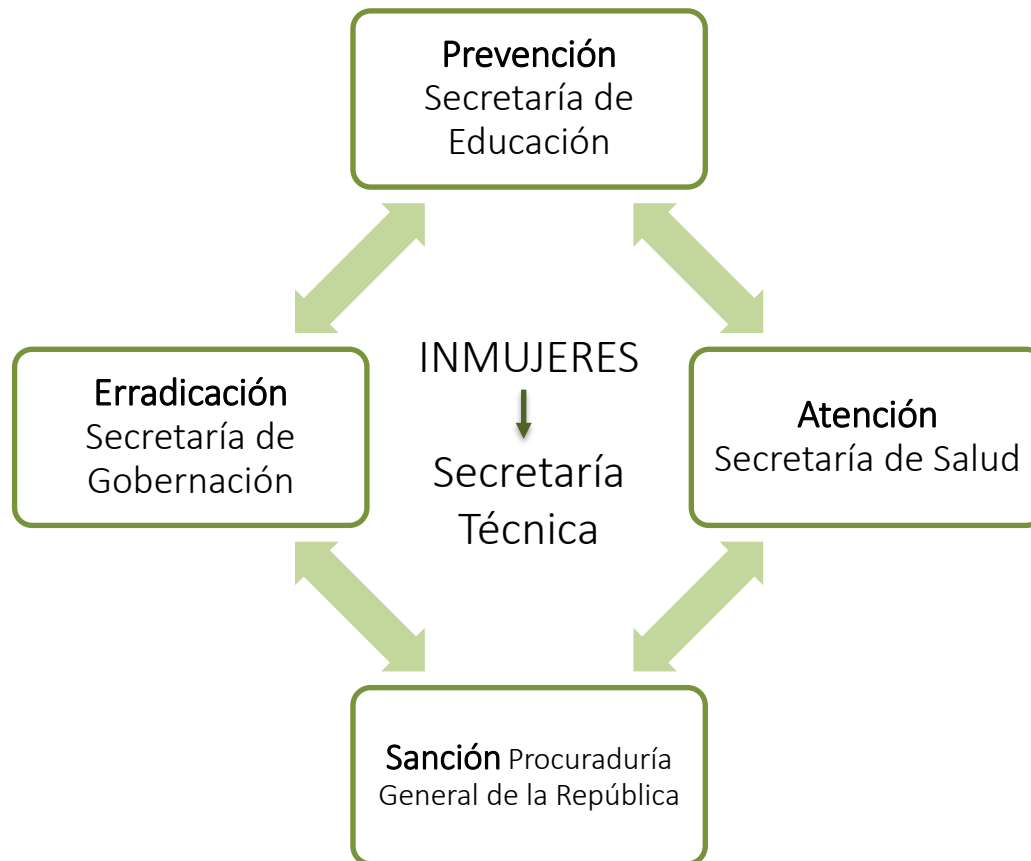 Prevención
Secretaría de
Educación
INMUJERES
Erradicación
Secretaría de
Gobernación
Atención
Secretaría de Salud
Secretaría
Técnica
Sanción Procuraduría
General de la República